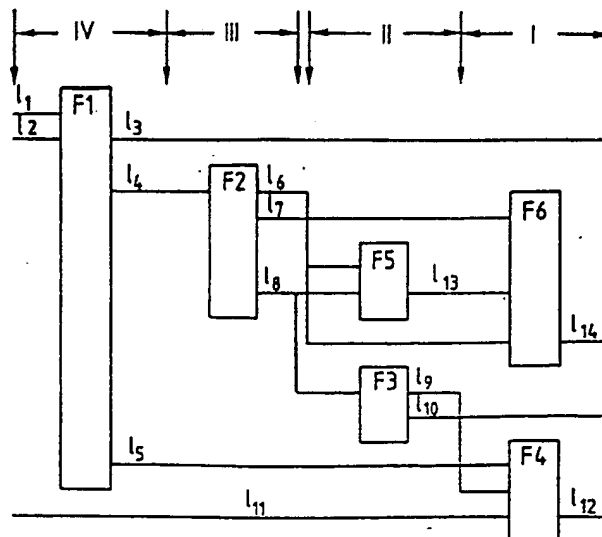 IV III II I
l1 F1
l2 l3
l4 F2 l6
l7 F6
F5
l8 l13
l14
F3 l9
l10
l5 F4
l11 l12